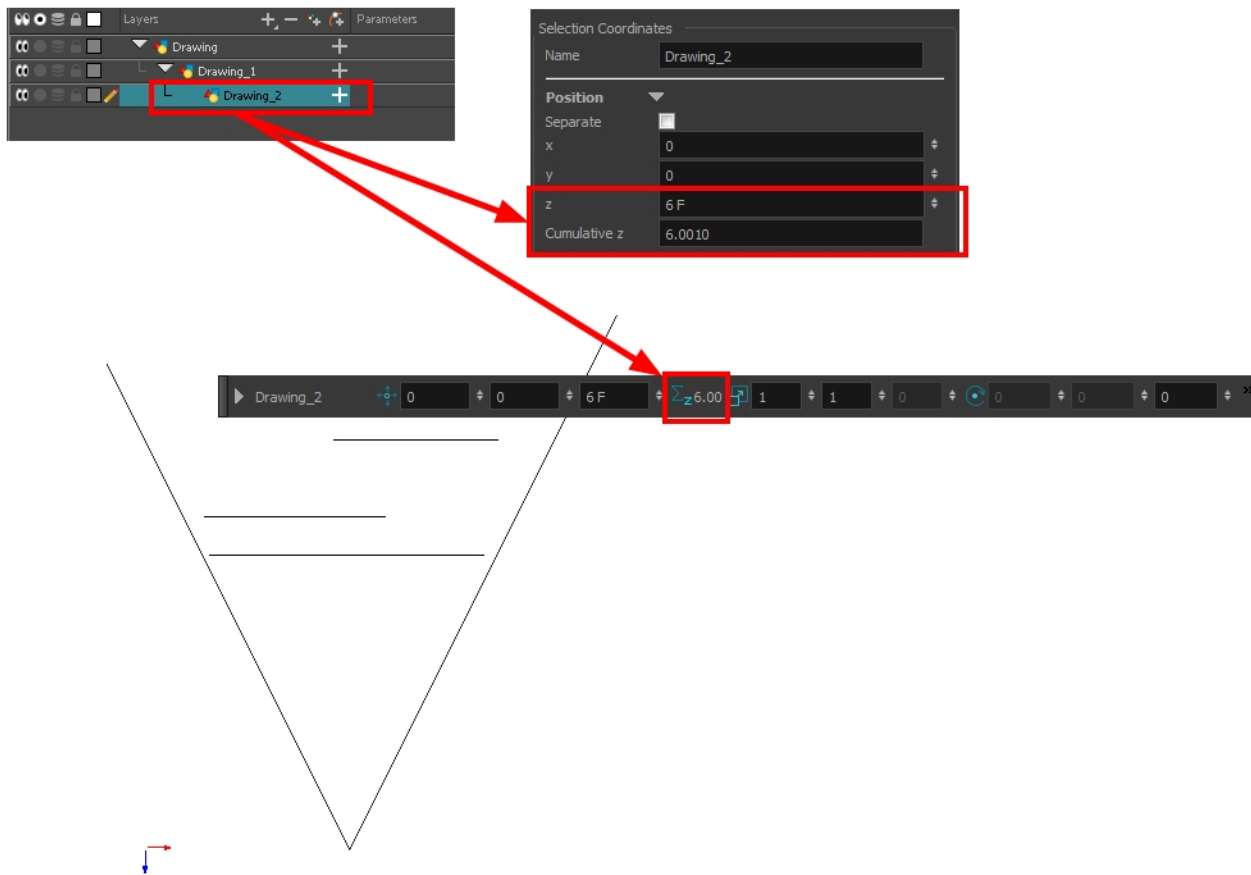 Layers Parameters
Drawing
Drawing_1
Drawing_2
Selection Coordinates
Name Drawing_2
Position
Separate
x 0
y 0
z 6 F
Cumulative z 6.0010
Drawing_2 0 0 6 F Σz6.00 1 1 0 0 0 0 »